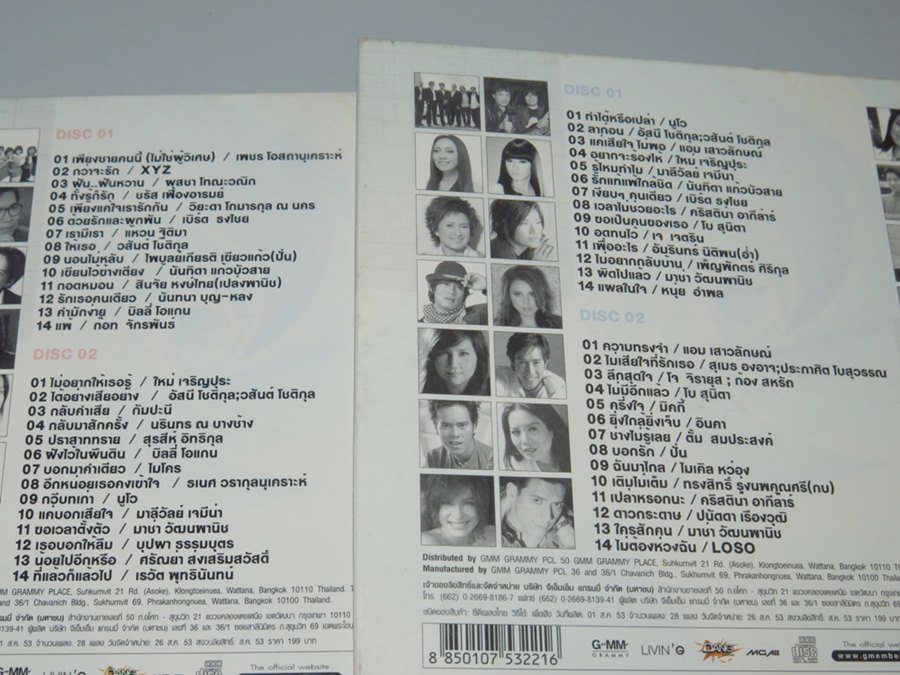 DISC 01
01 เพียงชายคนนี้ (ไม่ใช่ผู้วิเศษ) / เพชร โอสถานุเคราะห์
02 กว่าจะรัก / XYZ
03 ฝัน..ฝันหวาน / ผุสชา โทณะวณิก
04 ทั้งรู้ก็รัก / ชรัส เฟื่องอารมย์
05 เพียงแค่ใจเรารักกัน / วิยะดา โกมารกุล ณ นคร
06 ด้วยรักและผูกพัน / เบิร์ด ธงไชย
07 เรามีเรา / แหวน ฐิติมา
08 ให้เธอ / วสันต์ โชติกุล
09 นอนไม่หลับ / ไพบูลย์เกียรติ เขียวแก้ว(ปั่น)
10 เขียนไว้ข้างเตียง / นันทิดา แก้วบัวสาย
11 กอดหมอน / สินจัย หงษ์ไทย(เปล่งพานิช)
12 รักเธอคนเดียว / นันทนา บุญ-หลง
13 คำมักง่าย / บิลลี่ โอแกน
14 แพ้ / ก๊อท จักรพันธ์
DISC 02
01 ไม่อยากให้เธอรู้ / ใหม่ เจริญปุระ
02 ได้อย่างเสียอย่าง / อัสนี โชติกุล;วสันต์ โชติกุล
03 กลับคำเสีย / กัมปะนี
04 กลับมาสักครั้ง / นรินทร ณ บางช้าง
05 ปราสาททราย / สุรสีห์ อิทธิกุล
06 ฝังไว้ในพื้นดิน / บิลลี่ โอแกน
07 บอกมาคำเดียว / ไมโคร
08 อีกหน่อยเธอคงเข้าใจ / ธเนศ วรากุลนุเคราะห์
09 กวีบทเก่า / นูโว
10 แค่บอกเสียใจ / มาลีวัลย์ เจมีน่า
11 ขอเวลาตั้งตัว / มาช่า วัฒนพานิช
12 เธอบอกให้ลืม / บุปผา ธรรมบุตร
13 น้อยไปอีกหรือ / ศรัณย่า ส่งเสริมสวัสดิ์
14 ที่แล้วก็แล้วไป / เรวัต พุทธินันทน์
DISC 01
01 ทำได้หรือเปล่า / นูโว
02 ลาก่อน / อัสนี โชติกุล;วสันต์ โชติกุล
03 แค่เสียใจ ไม่พอ / แอม เสาวลักษณ์
04 อยากจะร้องไห้ / ใหม่ เจริญปุระ
05 รู้ไหมทำไม / มาลีวัลย์ เจมีน่า
06 รักแท้แพ้ใกล้ชิด / นันทิดา แก้วบัวสาย
07 เงียบๆ คนเดียว / เบิร์ด ธงไชย
08 เวลาไม่ช่วยอะไร / คริสติน่า อากีล่าร์
09 ขอเป็นคนของเธอ / โบ สุนิตา
10 อดทนไว้ / เจ เจตริน
11 เพื่ออะไร / อัมรินทร์ นิติพน(อ่ำ)
12 ไม่อยากกลับบ้าน / เพ็ญพักตร์ ศิริกุล
13 ผิดไปแล้ว / มาช่า วัฒนพานิช
14 แผลในใจ / หนุ่ย อำพล
DISC 02
01 ความทรงจำ / แอม เสาวลักษณ์
02 ไม่เสียใจที่รักเธอ / สุเมธ องอาจ;ประกาศิต โบสุวรรณ
03 ลึกสุดใจ / โจ จิรายุส ; ก้อง สหรัถ
04 ไม่มีอีกแล้ว / โบ สุนิตา
05 ครึ่งใจ / มิคกี้
06 ยิ่งใกล้ยิ่งเจ็บ / อินคา
07 ช่างไม่รู้เลย / ตั้ม สมประสงค์
08 บอกรัก / ปั่น
09 ฉันมาไกล / ไมเกิล หว่อง
10 เติมไม่เต็ม / ทรงสิทธิ์ รุ่งนพคุณศรี(กบ)
11 เปล่าหรอกนะ / คริสติน่า อากีล่าร์
12 ดาวกระดาษ / ปนัดดา เรืองวุฒิ
13 ใครสักคน / มาช่า วัฒนพานิช
14 ไม่ต้องห่วงฉัน / LOSO
Distributed by GMM GRAMMY PCL 50 GMM GRAMMY PLACE, Suhkumvit 21 Rd. (Asoke), Klongtoeinuea, Wattana, Bangkok 10110 Tha
Manufactured by GMM GRAMMY PCL 36 and 36/1 Chavanich Bld., Sukhumvit 69, Phrakanhongnuea, Wattana, Bangkok 10100 Thail
8 850107 532216
G-MM'
GRAMMY
LIVIN'G
MGA
The official website
www.gmembe
The official website